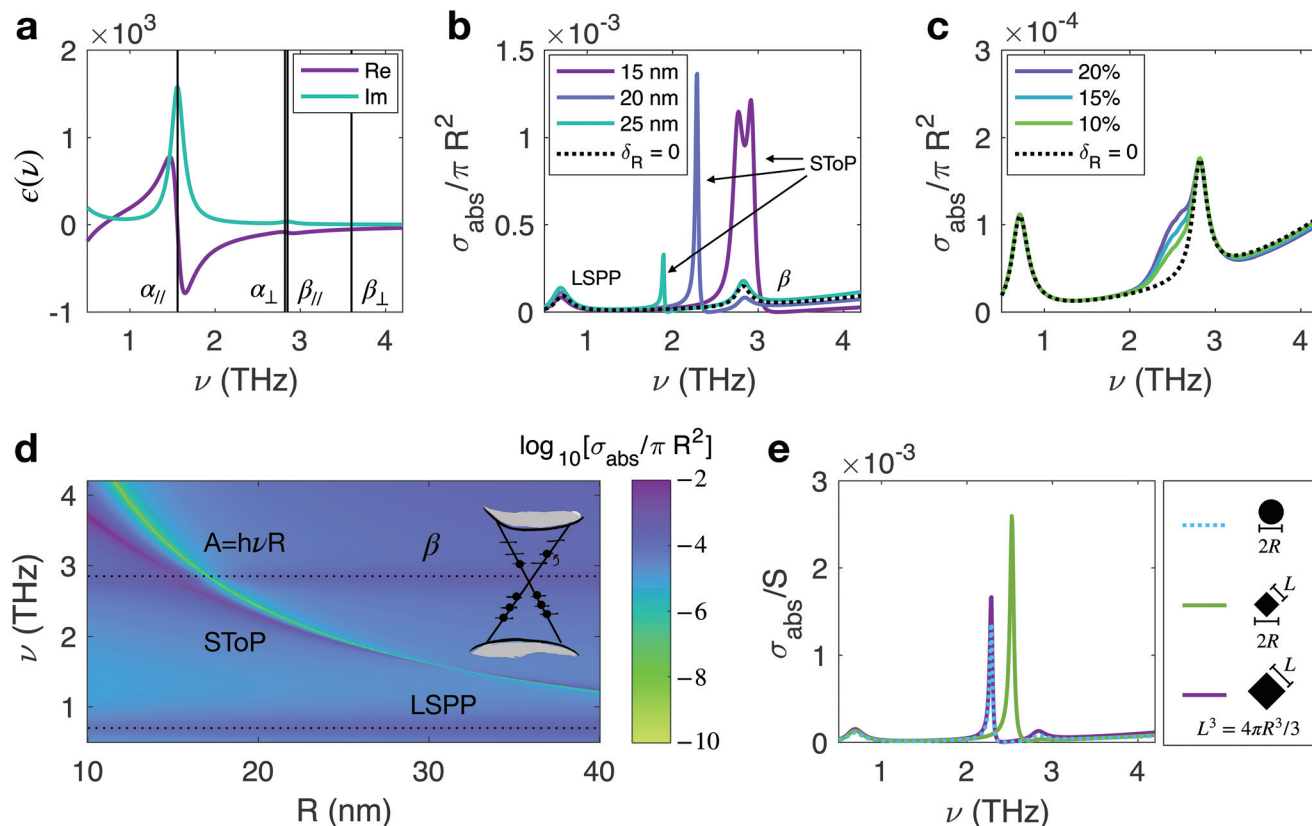 a
×10³
2
1
0
-1
ϵ(ν)
Re
Im
α//
α⊥
β//
β⊥
1
2
3
4
ν (THz)
b
×10⁻³
1.5
1
0.5
0
σabs/π R²
15 nm
20 nm
25 nm
δR = 0
SToP
LSPP
β
1
2
3
4
ν (THz)
c
×10⁻⁴
3
2
1
0
σabs/π R²
20%
15%
10%
δR = 0
1
2
3
4
ν (THz)
d
log₁₀[σabs/π R²]
4
3
2
1
ν (THz)
A=hνR
β
SToP
LSPP
10
20
30
40
R (nm)
−2
−4
−6
−8
−10
e
×10⁻³
3
2
1
0
σabs/S
1
2
3
4
ν (THz)
2R
L
2R
L
L³ = 4πR³/3